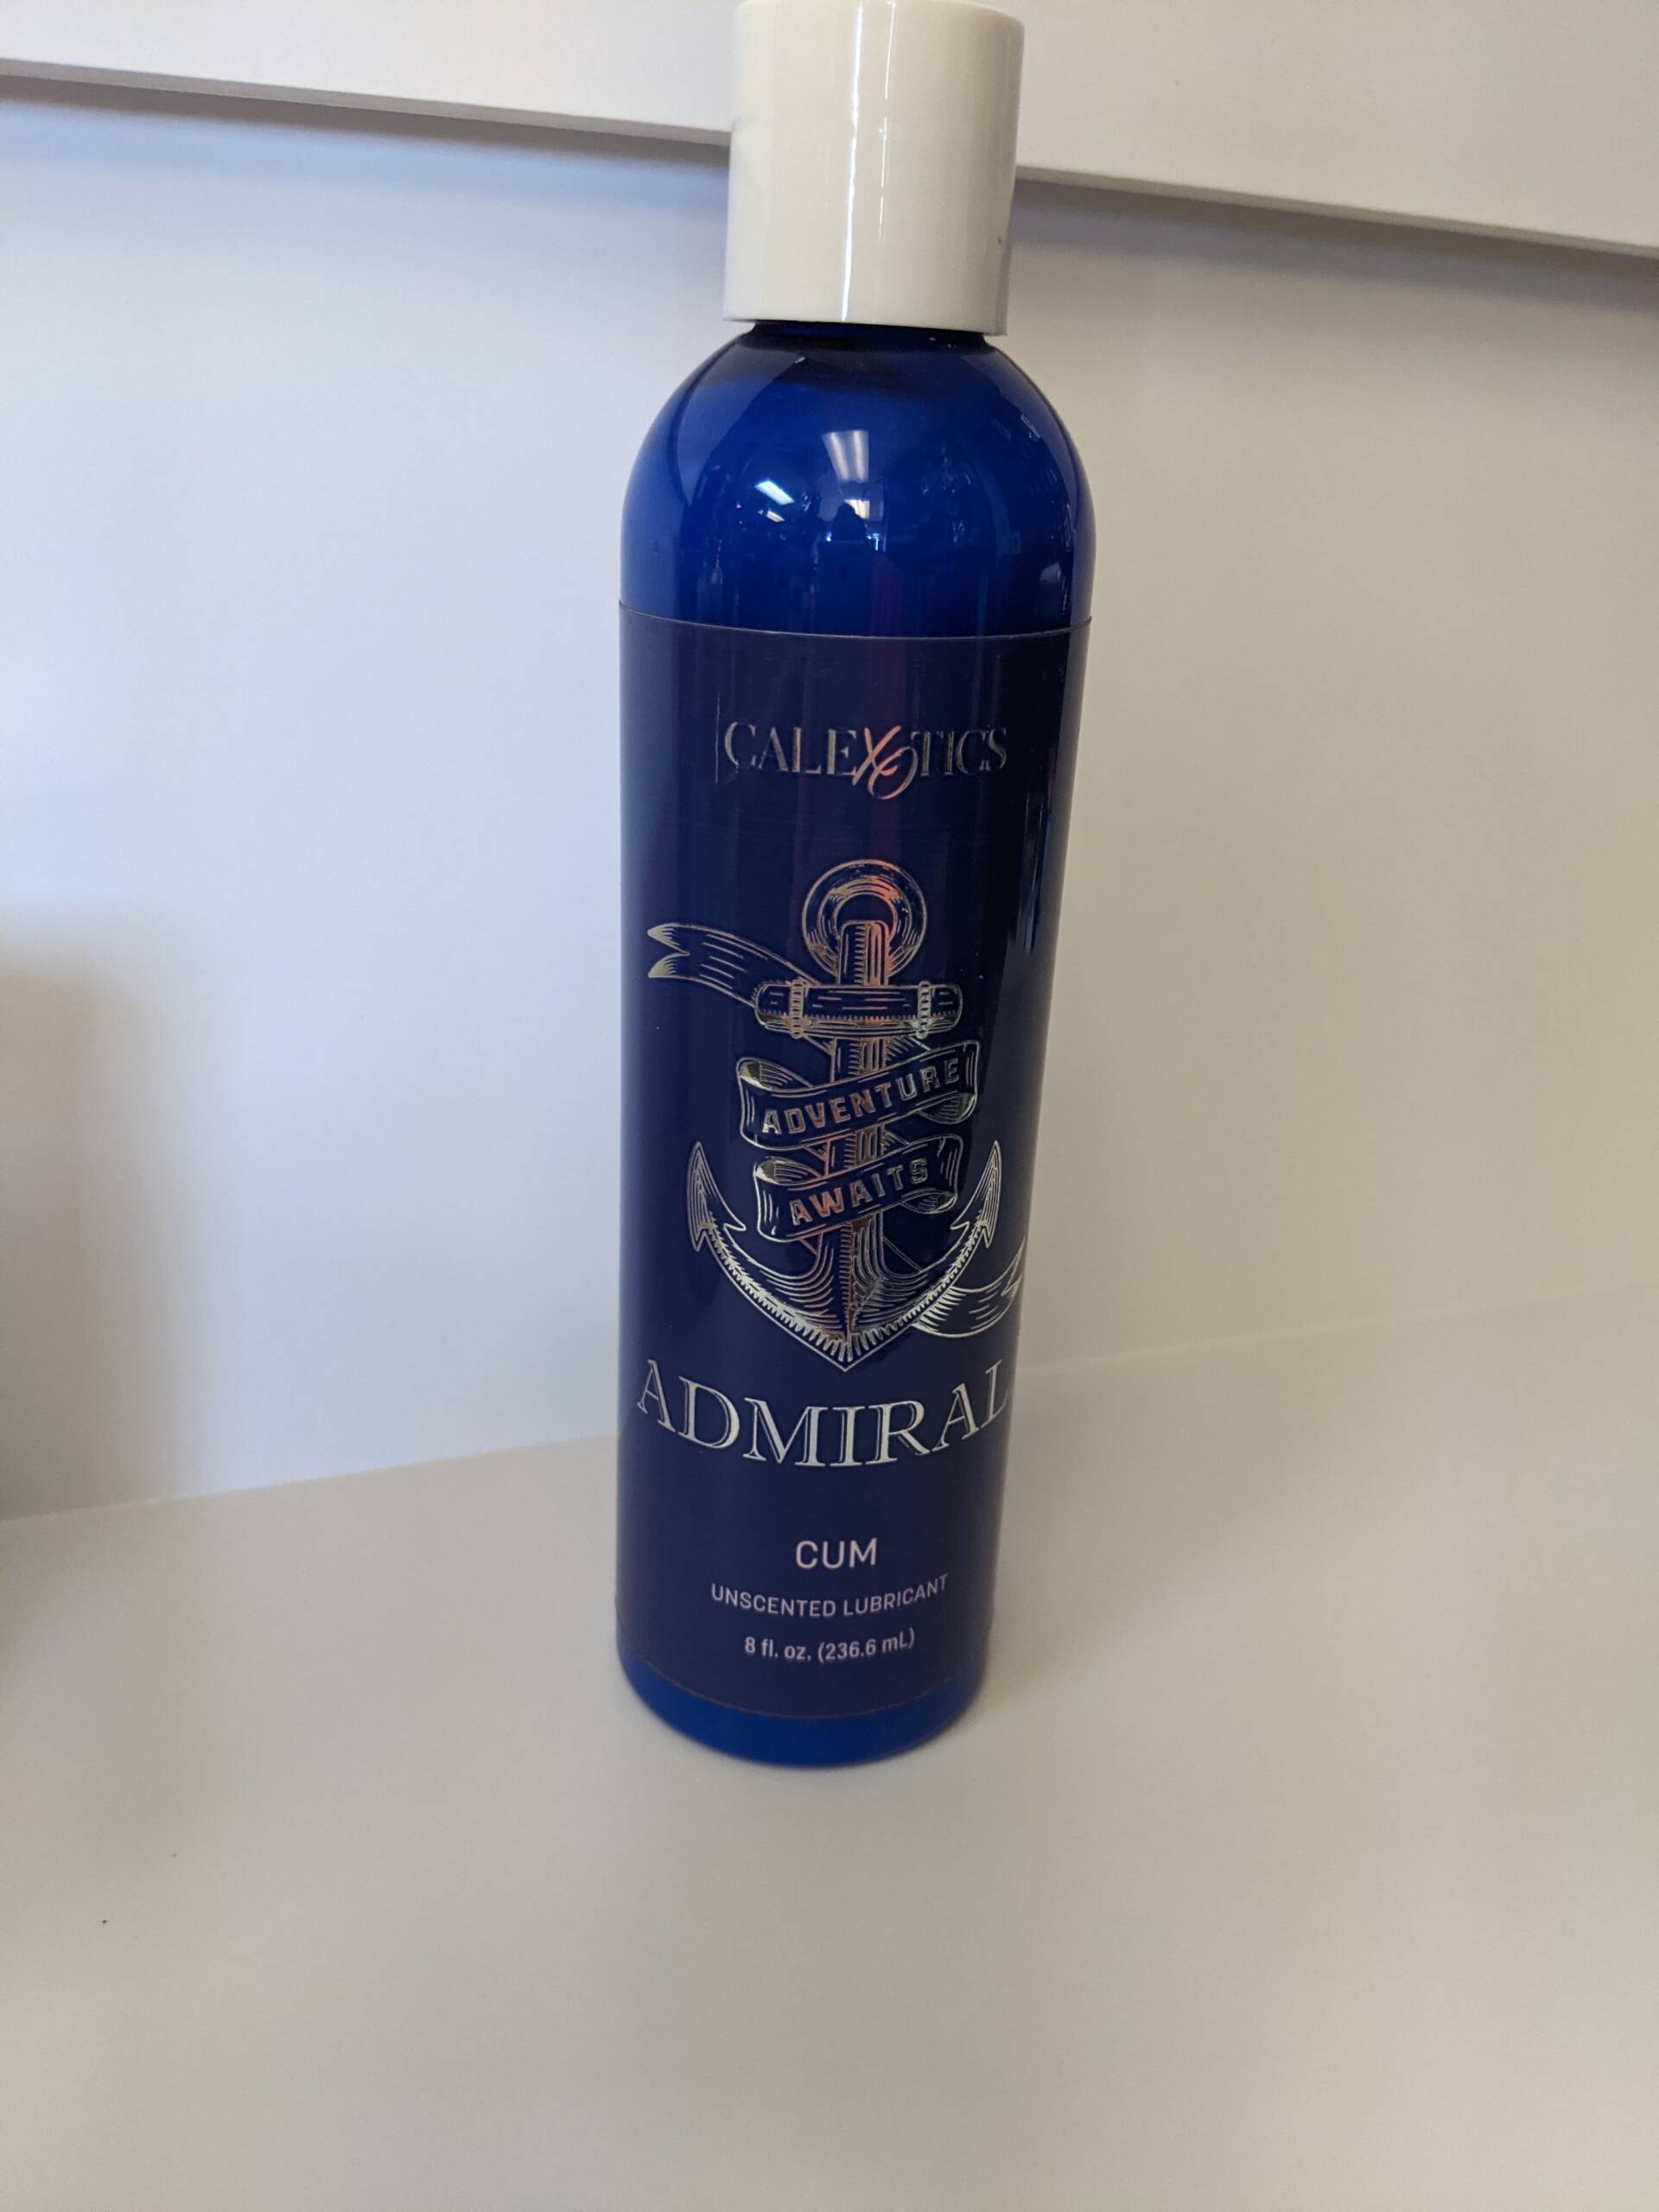 CALEXOTICS
ADVENTURE
AWAITS
ADMIRAL
CUM
UNSCENTED LUBRICANT
8 fl. oz. (236.6 mL)